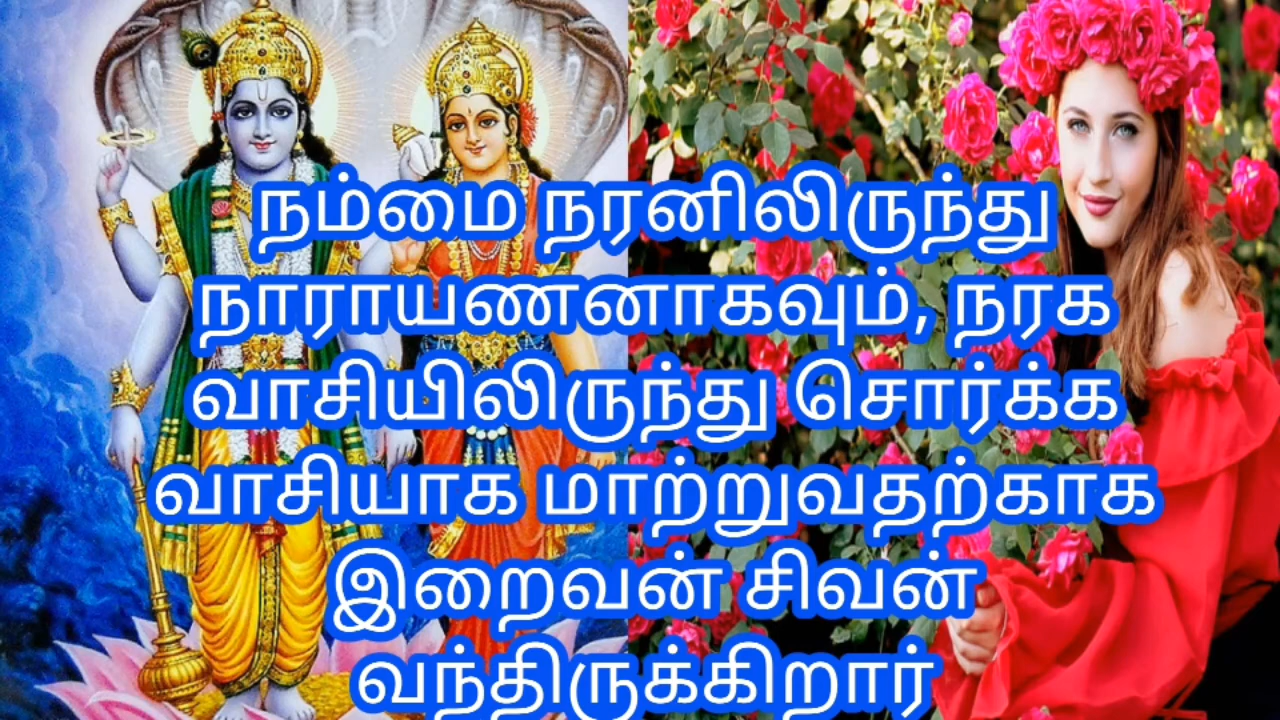 நம்மை நரனிலிருந்து
நாராயணனாகவும், நரக
வாசியிலிருந்து சொர்க்க
வாசியாக மாற்றுவதற்காக
இறைவன் சிவன்
வந்திருக்கிறார்